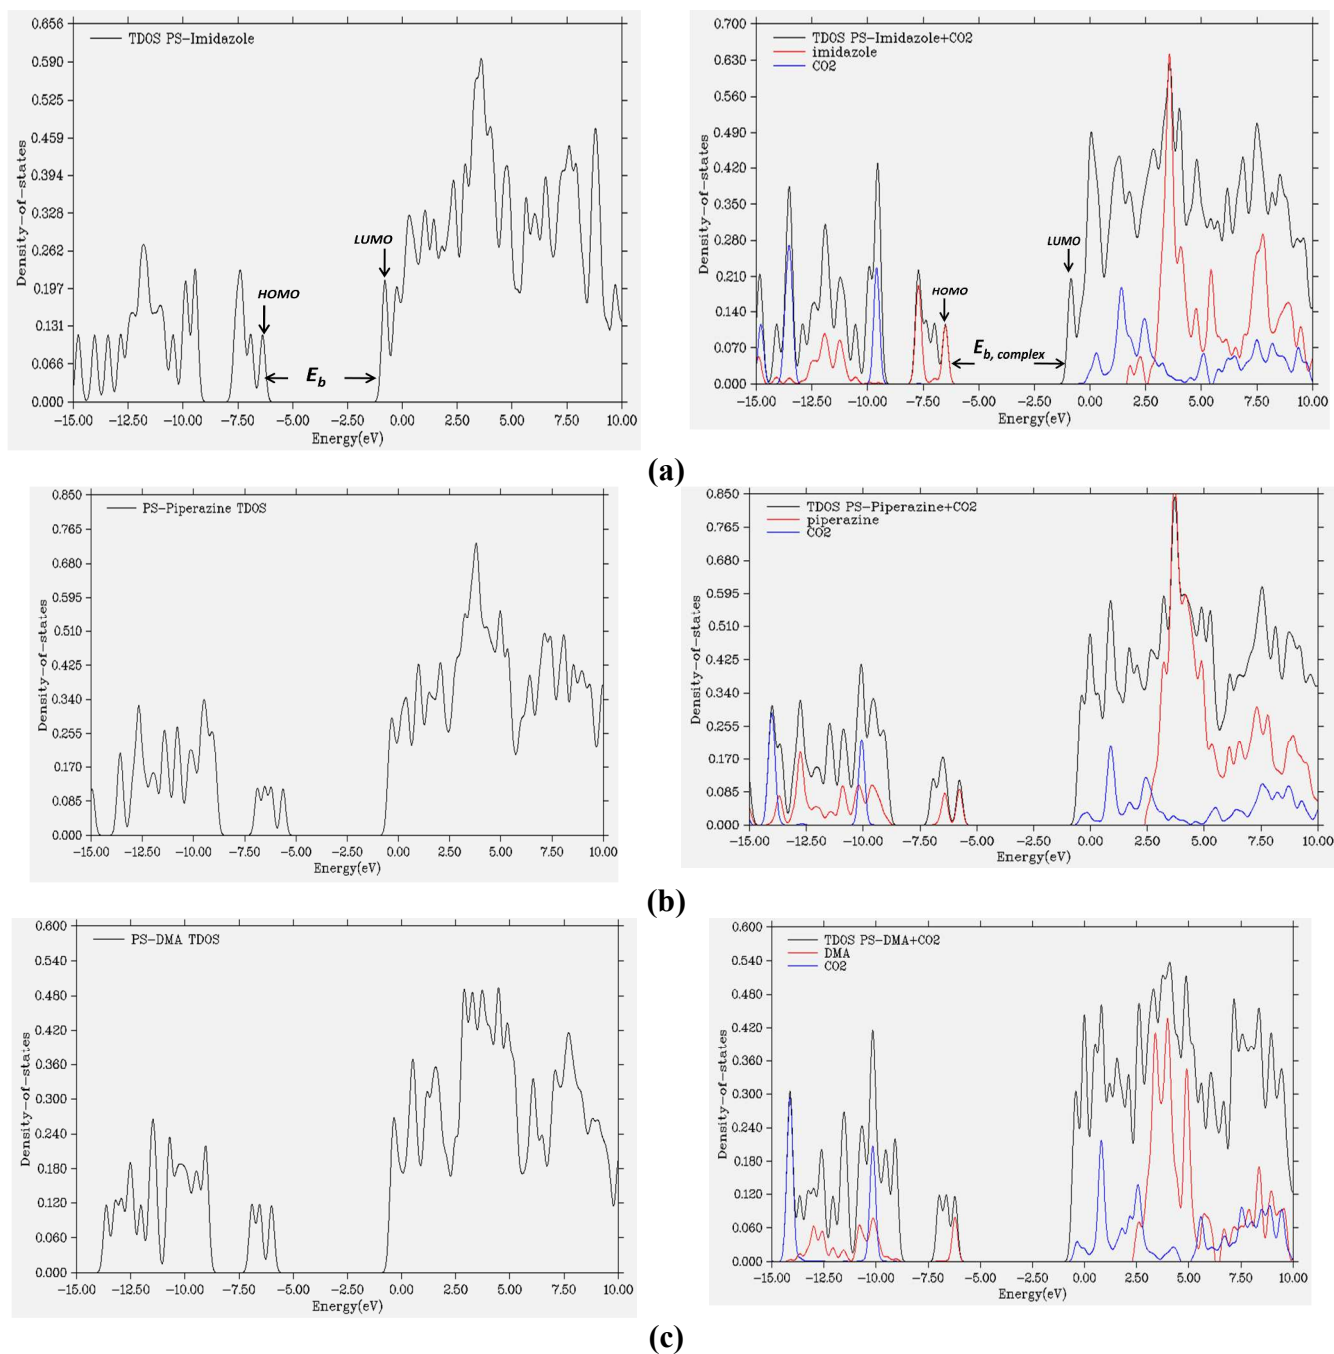 0.656
0.590
0.525
0.459
0.394
0.328
0.262
0.197
0.131
0.066
0.000
Density-of-states
TDOS PS-Imidazole
LUMO
HOMO
E_b
-15.00 -12.50 -10.00 -7.50 -5.00 -2.50 0.00 2.50 5.00 7.50 10.00
Energy(eV)
0.700
0.630
0.560
0.490
0.420
0.350
0.280
0.210
0.140
0.070
0.000
Density-of-states
TDOS PS-Imidazole+CO2
imidazole
CO2
LUMO
HOMO
E_b, complex
-15.00 -12.50 -10.00 -7.50 -5.00 -2.50 0.00 2.50 5.00 7.50 10.00
Energy(eV)
(a)
0.850
0.765
0.680
0.595
0.510
0.425
0.340
0.255
0.170
0.085
0.000
Density-of-states
PS-Piperazine TDOS
-15.00 -12.50 -10.00 -7.50 -5.00 -2.50 0.00 2.50 5.00 7.50 10.00
Energy(eV)
0.850
0.765
0.680
0.595
0.510
0.425
0.340
0.255
0.170
0.085
0.000
Density-of-states
TDOS PS-Piperazine+CO2
piperazine
CO2
-15.00 -12.50 -10.00 -7.50 -5.00 -2.50 0.00 2.50 5.00 7.50 10.00
Energy(eV)
(b)
0.600
0.540
0.480
0.420
0.360
0.300
0.240
0.180
0.120
0.060
0.000
Density-of-states
PS-DMA TDOS
-15.00 -12.50 -10.00 -7.50 -5.00 -2.50 0.00 2.50 5.00 7.50 10.00
Energy(eV)
0.600
0.540
0.480
0.420
0.360
0.300
0.240
0.180
0.120
0.060
0.000
Density-of-states
TDOS PS-DMA+CO2
DMA
CO2
-15.00 -12.50 -10.00 -7.50 -5.00 -2.50 0.00 2.50 5.00 7.50 10.00
Energy(eV)
(c)